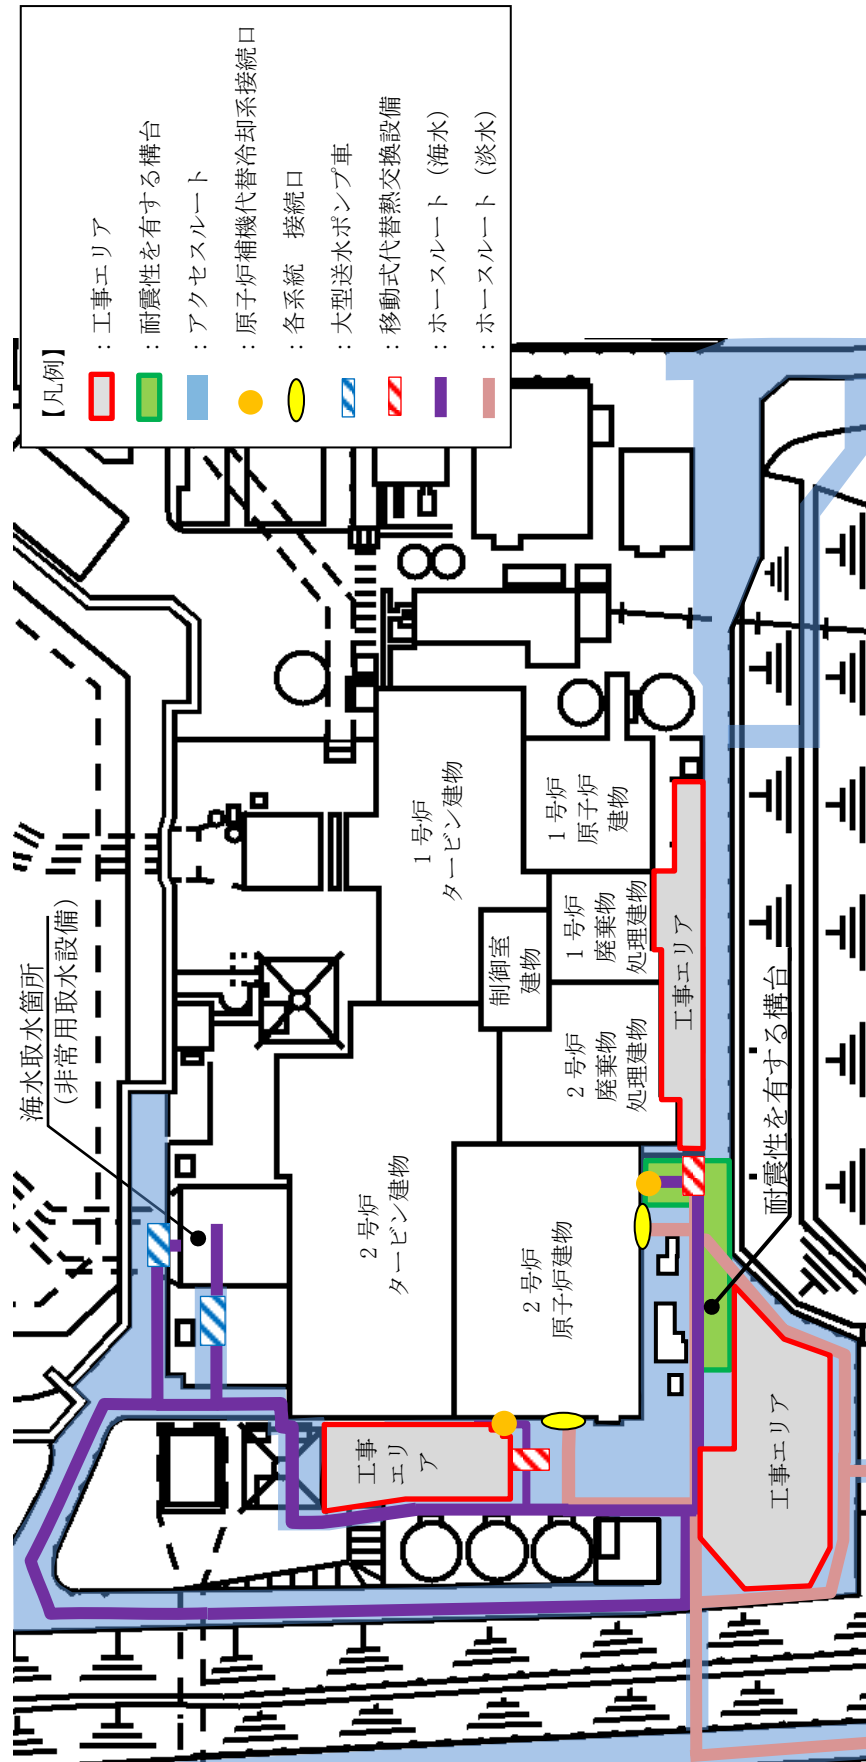 【凡例】
：工事エリア
：耐震性を有する構台
：アクセスルート
：原子炉補機代替冷却系接続口
：各系統　接続口
：大型送水ポンプ車
：移動式代替熱交換設備
：ホースルート（海水）
：ホースルート（淡水）
海水取水箇所
（非常用取水設備）
２号炉
タービン建物
１号炉
タービン建物
制御室
建物
２号炉
原子炉建物
２号炉
廃棄物
処理建物
１号炉
廃棄物
処理建物
１号炉
原子炉
建物
工事
エリ
ア
工事エリア
工事エリア
耐震性を有する構台